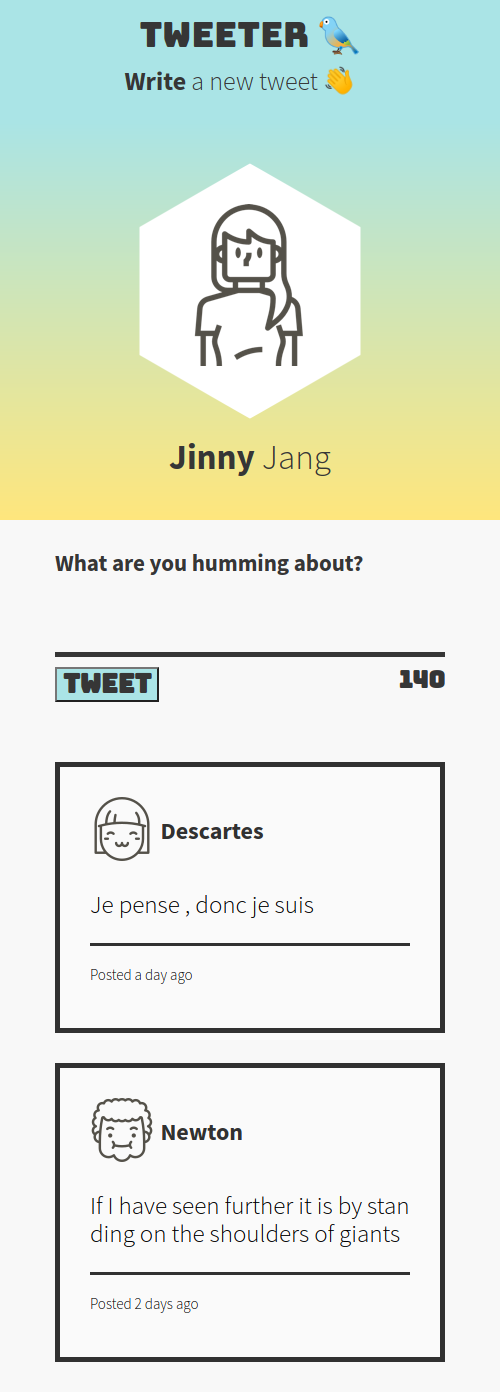 TWEETER
Write a new tweet
Jinny Jang
What are you humming about?
TWEET
140
Descartes
Je pense , donc je suis
Posted a day ago
Newton
If I have seen further it is by stan
ding on the shoulders of giants
Posted 2 days ago